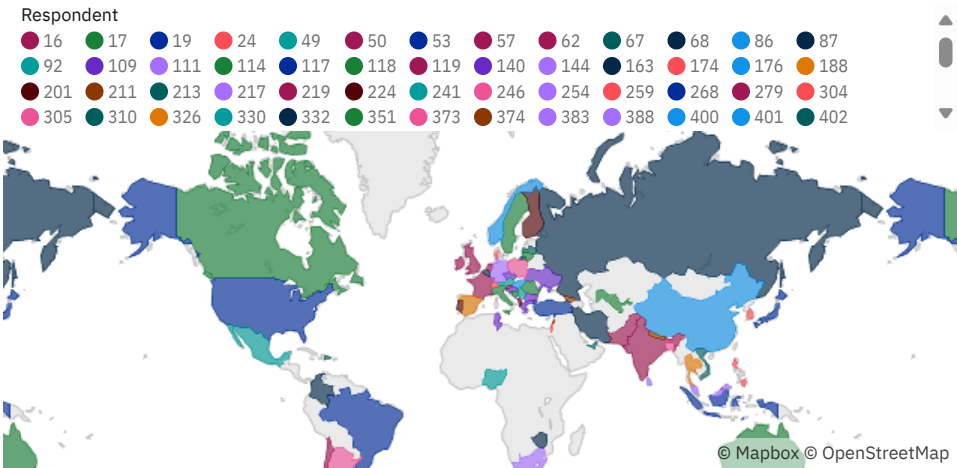 Respondent
16 17 19 24 49 50 53 57 62 67 68 86 87
92 109 111 114 117 118 119 140 144 163 174 176 188
201 211 213 217 219 224 241 246 254 259 268 279 304
305 310 326 330 332 351 373 374 383 388 400 401 402
© Mapbox © OpenStreetMap